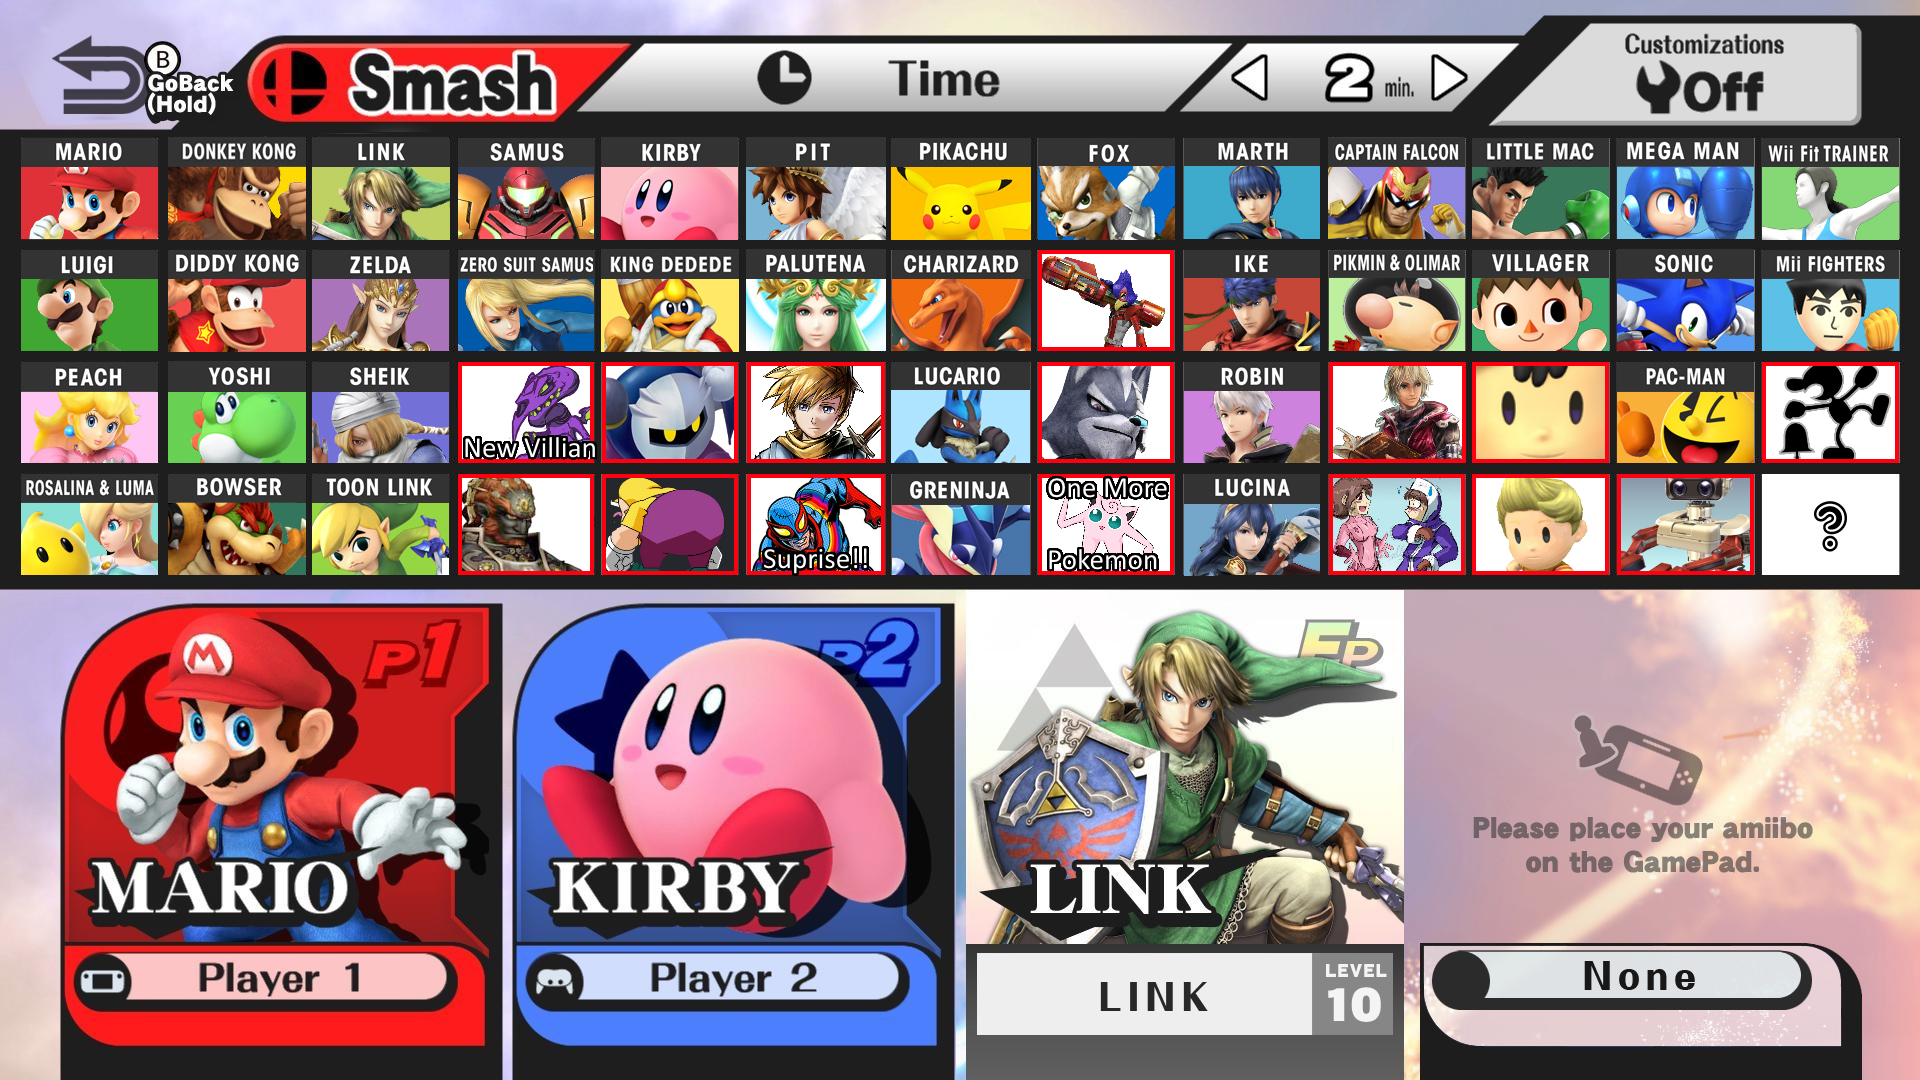 B
GoBack
(Hold)
Smash
Time
2 min.
Customizations
Off
MARIO
DONKEY KONG
LINK
SAMUS
KIRBY
PIT
PIKACHU
FOX
MARTH
CAPTAIN FALCON
LITTLE MAC
MEGA MAN
Wii Fit TRAINER
LUIGI
DIDDY KONG
ZELDA
ZERO SUIT SAMUS
KING DEDEDE
PALUTENA
CHARIZARD
IKE
PIKMIN & OLIMAR
VILLAGER
SONIC
Mii FIGHTERS
PEACH
YOSHI
SHEIK
New Villian
LUCARIO
ROBIN
PAC-MAN
ROSALINA & LUMA
BOWSER
TOON LINK
Suprise!!
GRENINJA
One More
Pokemon
LUCINA
?
P1
MARIO
Player 1
P2
KIRBY
Player 2
FP
LINK
LINK
LEVEL
10
Please place your amiibo
on the GamePad.
None